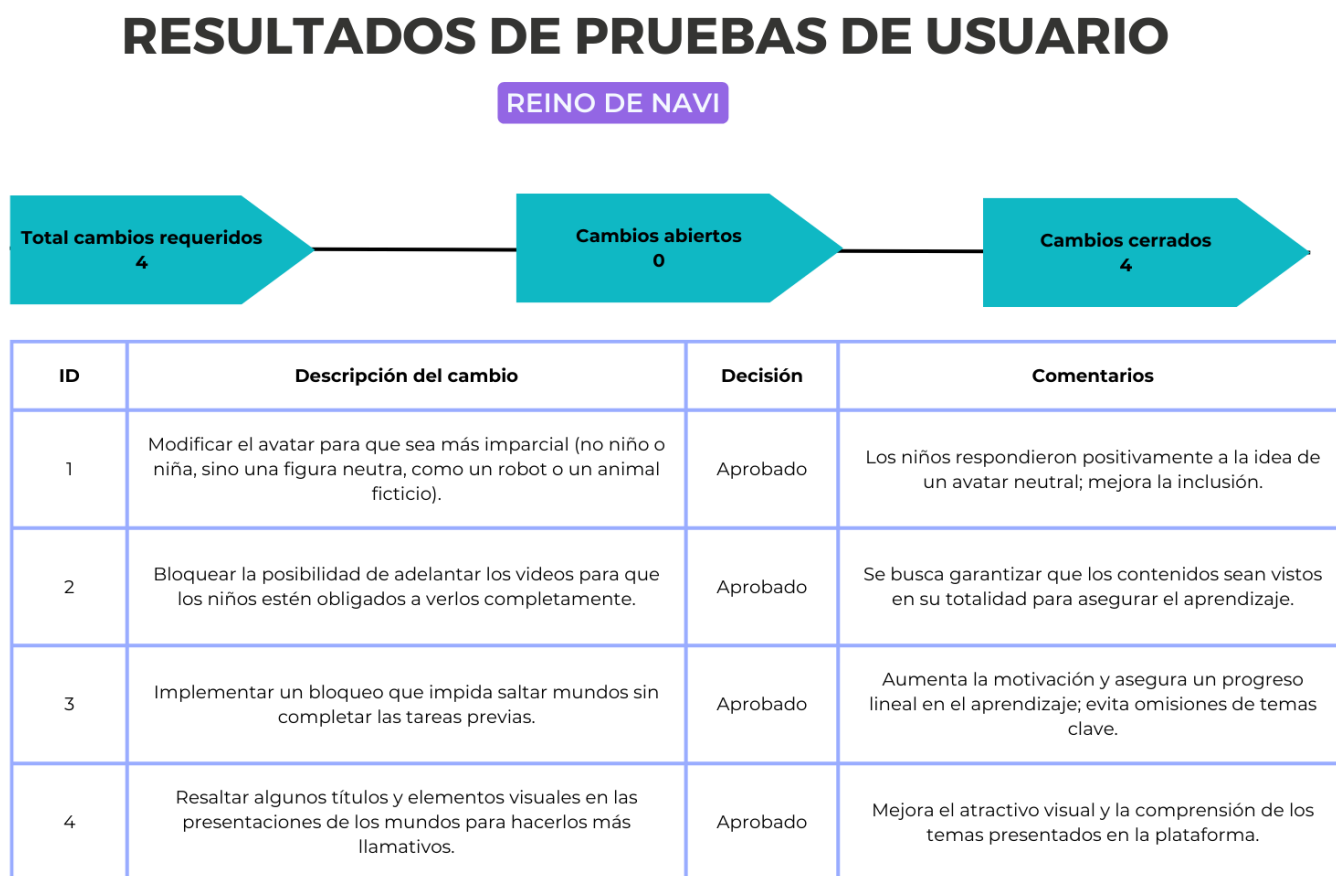 RESULTADOS DE PRUEBAS DE USUARIO
REINO DE NAVI
Total cambios requeridos
4
Cambios abiertos
0
Cambios cerrados
4
ID
Descripción del cambio
Decisión
Comentarios
1
Modificar el avatar para que sea más imparcial (no niño o
niña, sino una figura neutra, como un robot o un animal
ficticio).
Aprobado
Los niños respondieron positivamente a la idea de
un avatar neutral; mejora la inclusión.
2
Bloquear la posibilidad de adelantar los videos para que
los niños estén obligados a verlos completamente.
Aprobado
Se busca garantizar que los contenidos sean vistos
en su totalidad para asegurar el aprendizaje.
3
Implementar un bloqueo que impida saltar mundos sin
completar las tareas previas.
Aprobado
Aumenta la motivación y asegura un progreso
lineal en el aprendizaje; evita omisiones de temas
clave.
4
Resaltar algunos títulos y elementos visuales en las
presentaciones de los mundos para hacerlos más
llamativos.
Aprobado
Mejora el atractivo visual y la comprensión de los
temas presentados en la plataforma.